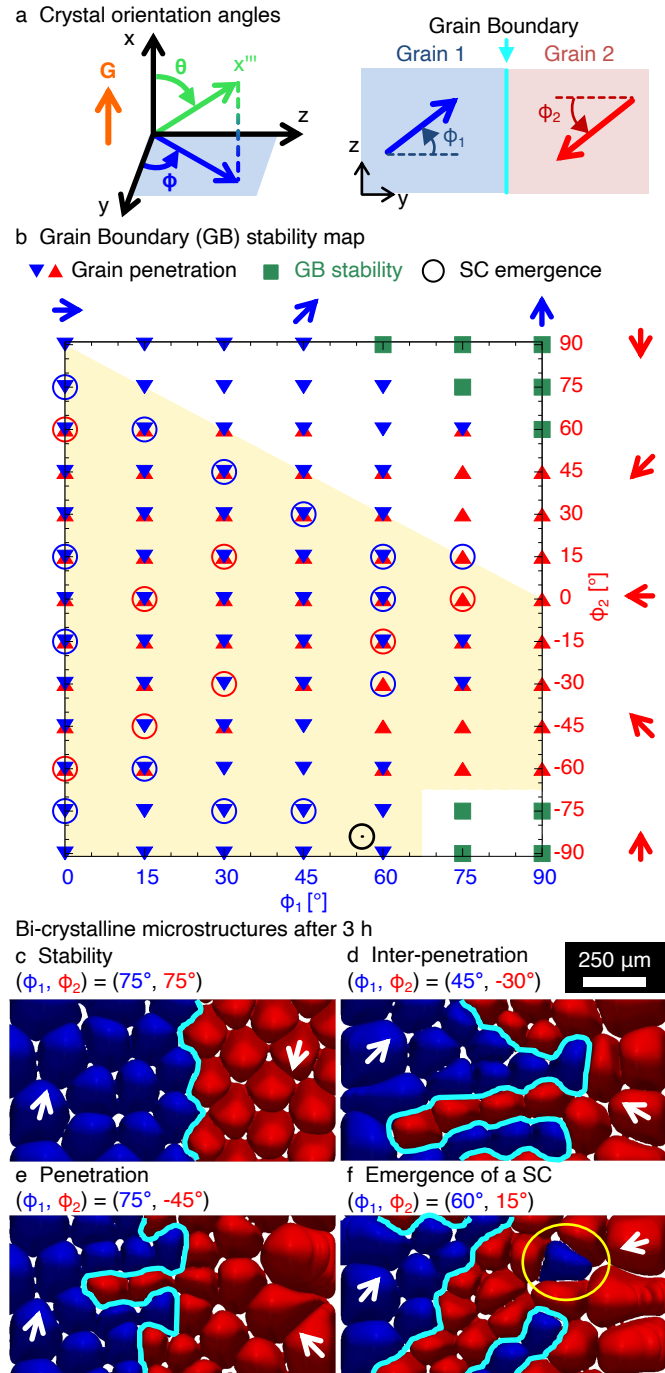 a Crystal orientation angles
x
G
θ
x'''
z
ϕ
y
Grain Boundary
Grain 1
Grain 2
ϕ1
ϕ2
z
y
b Grain Boundary (GB) stability map
Grain penetration
GB stability
SC emergence
90
75
60
45
30
15
0
-15
-30
-45
-60
-75
-90
ϕ2 [°]
0
15
30
45
60
75
90
ϕ1 [°]
Bi-crystalline microstructures after 3 h
c Stability
(ϕ1, ϕ2) = (75°, 75°)
d Inter-penetration
(ϕ1, ϕ2) = (45°, -30°)
250 µm
e Penetration
(ϕ1, ϕ2) = (75°, -45°)
f Emergence of a SC
(ϕ1, ϕ2) = (60°, 15°)